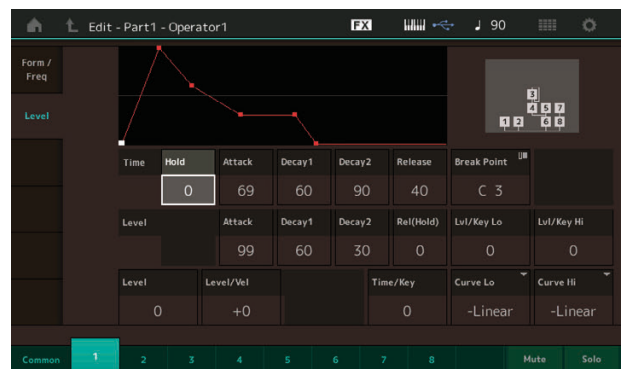 Edit - Part1 - Operator1 FX 90
Form / Freq
Level
3
4 5 7
1 2 6 8
Time Hold Attack Decay1 Decay2 Release Break Point
0 69 60 90 40 C 3
Level Attack Decay1 Decay2 Rel(Hold) Lvl/Key Lo Lvl/Key Hi
99 60 30 0 0 0
Level Level/Vel Time/Key Curve Lo Curve Hi
0 +0 0 -Linear -Linear
Common 1 2 3 4 5 6 7 8 Mute Solo